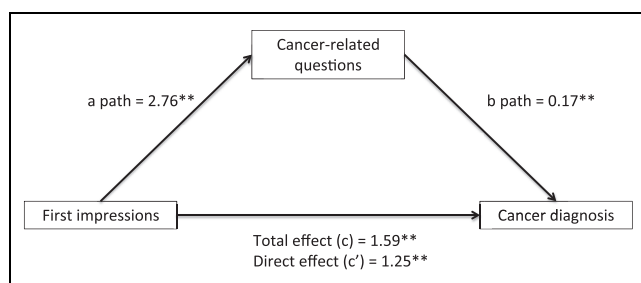 Cancer-related
questions
a path = 2.76**
b path = 0.17**
First impressions
Cancer diagnosis
Total effect (c) = 1.59**
Direct effect (c’) = 1.25**